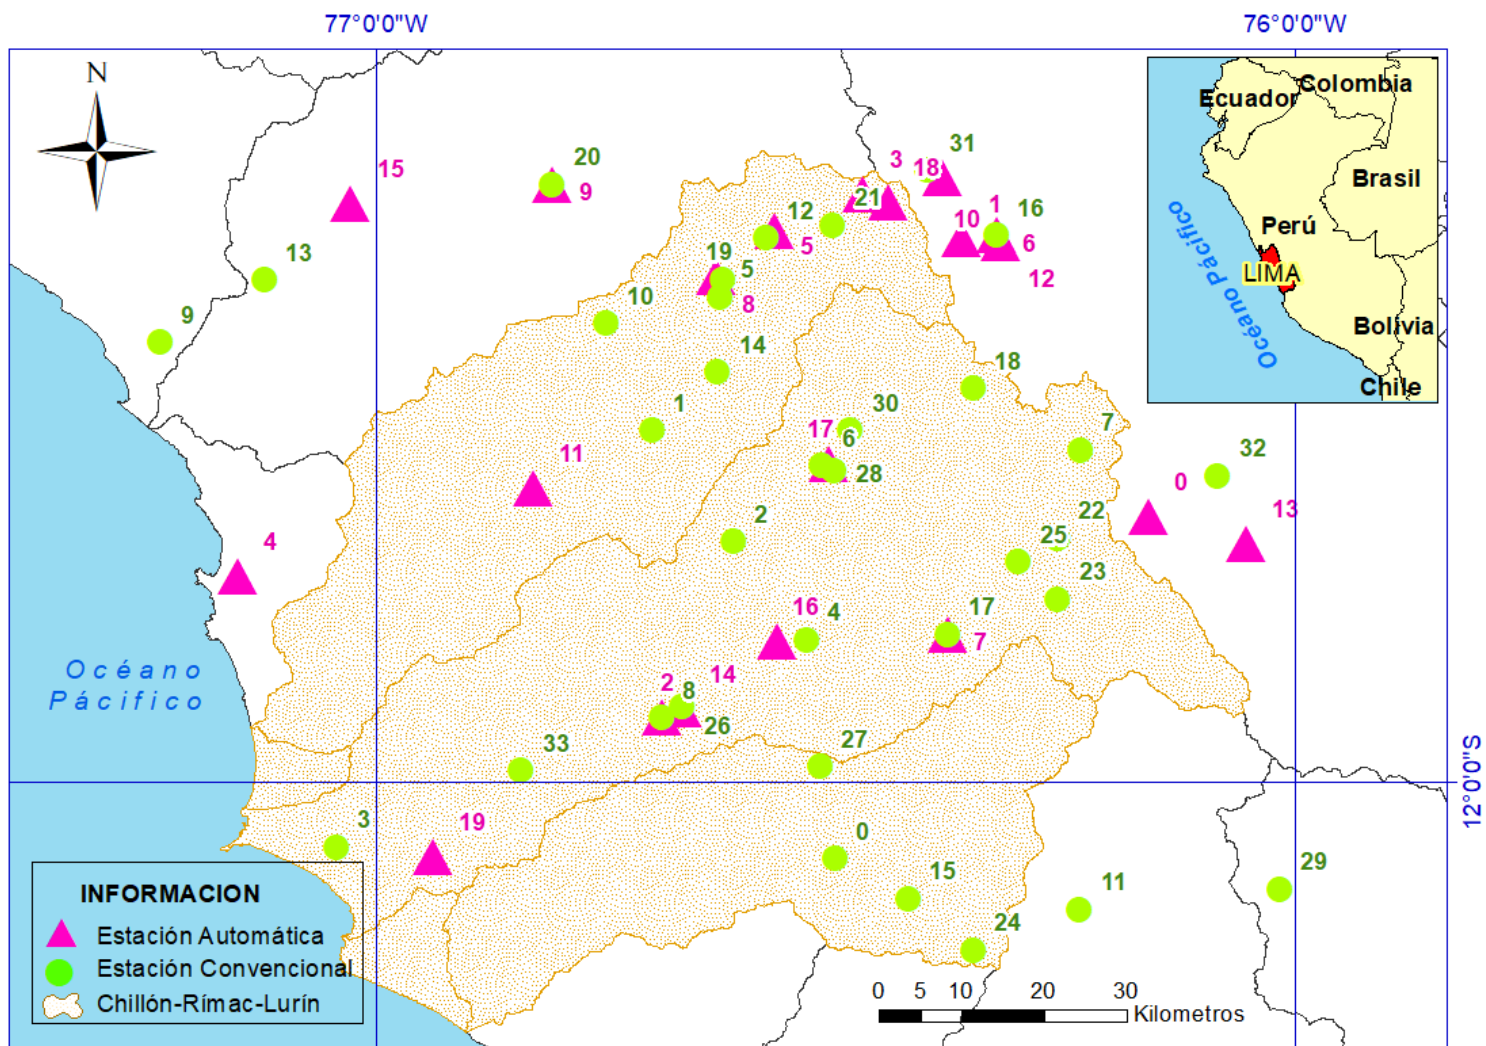 77°0'0"W
76°0'0"W
N
Colombia
Ecuador
Brasil
Perú
LIMA
Océano Pácífico
Bolivia
Chile
31
3
18
20
15
9
21
1
16
12
10
5
6
13
19
5
12
8
10
9
14
18
1
30
17
7
6
11
28
32
0
13
2
22
25
4
23
16
4
17
7
Océano
Pácífico
14
2
8
26
33
27
12°0'0"S
3
19
0
29
15
11
24
INFORMACION
Estación Automática
Estación Convencional
Chillón-Rímac-Lurín
0 5 10 20 30
Kilometros